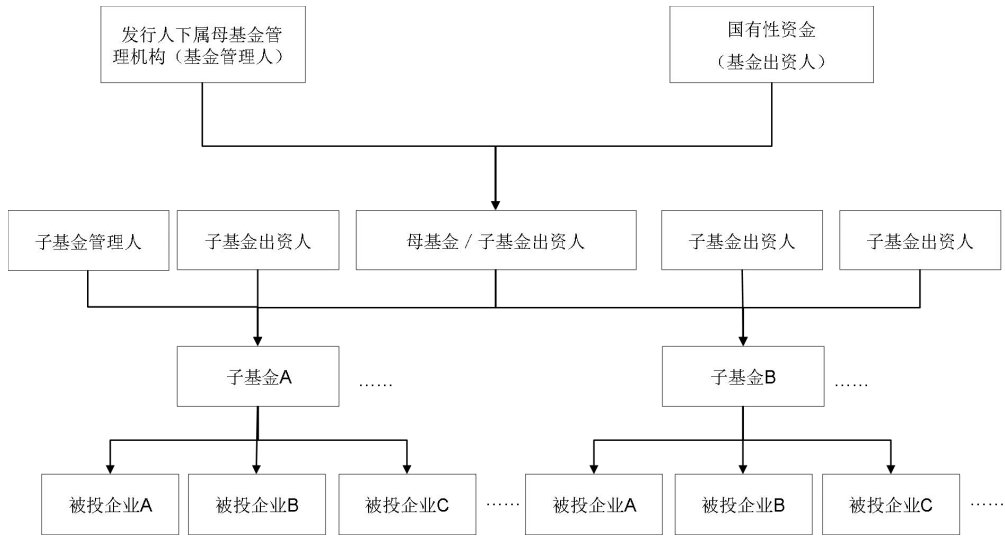 发行人下属母基金管
理机构（基金管理人）
国有性资金
（基金出资人）
子基金管理人
子基金出资人
母基金／子基金出资人
子基金出资人
子基金出资人
子基金A
……
子基金B
……
被投企业A
被投企业B
被投企业C
……
被投企业A
被投企业B
被投企业C
……